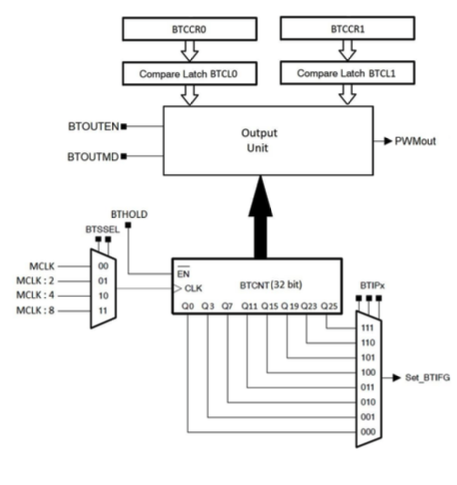 BTCCR0
BTCCR1
Compare Latch BTCL0
Compare Latch BTCL1
BTOUTEN
Output
Unit
PWMout
BTOUTMD
BTHOLD
BTSSEL
MCLK
00
MCLK : 2
01
MCLK : 4
10
MCLK : 8
11
EN
CLK
BTCNT(32 bit)
Q0 Q3 Q7 Q11 Q15 Q19 Q23 Q25
BTIPx
111
110
101
100
011
010
001
000
Set_BTIFG